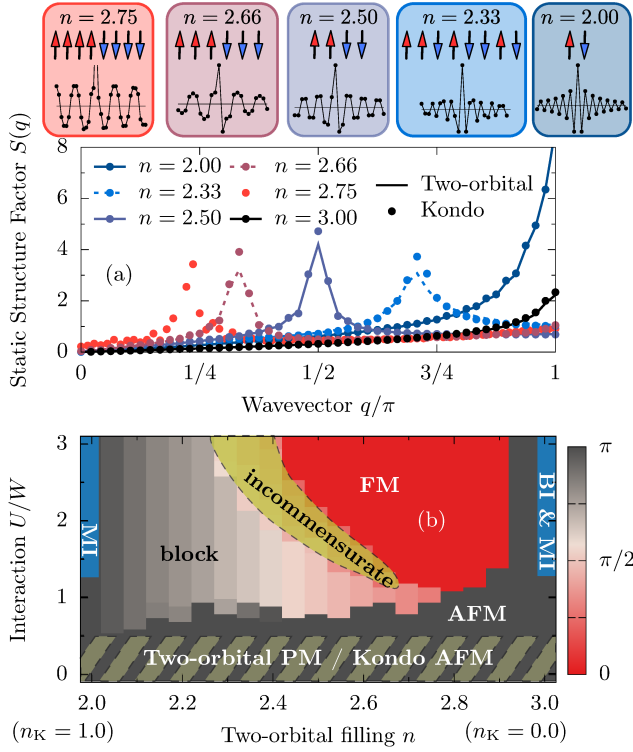 n = 2.75
n = 2.66
n = 2.50
n = 2.33
n = 2.00
Static Structure Factor S(q)
8
6
4
2
0
n = 2.00
n = 2.33
n = 2.50
n = 2.66
n = 2.75
n = 3.00
Two-orbital
Kondo
(a)
0
1/4
1/2
3/4
1
Wavevector q/π
Interaction U/W
3
2
1
0
MI
block
incommensurate
FM
(b)
BI & MI
AFM
Two-orbital PM / Kondo AFM
π
π/2
0
2.0
2.2
2.4
2.6
2.8
3.0
(nK = 1.0)
Two-orbital filling n
(nK = 0.0)